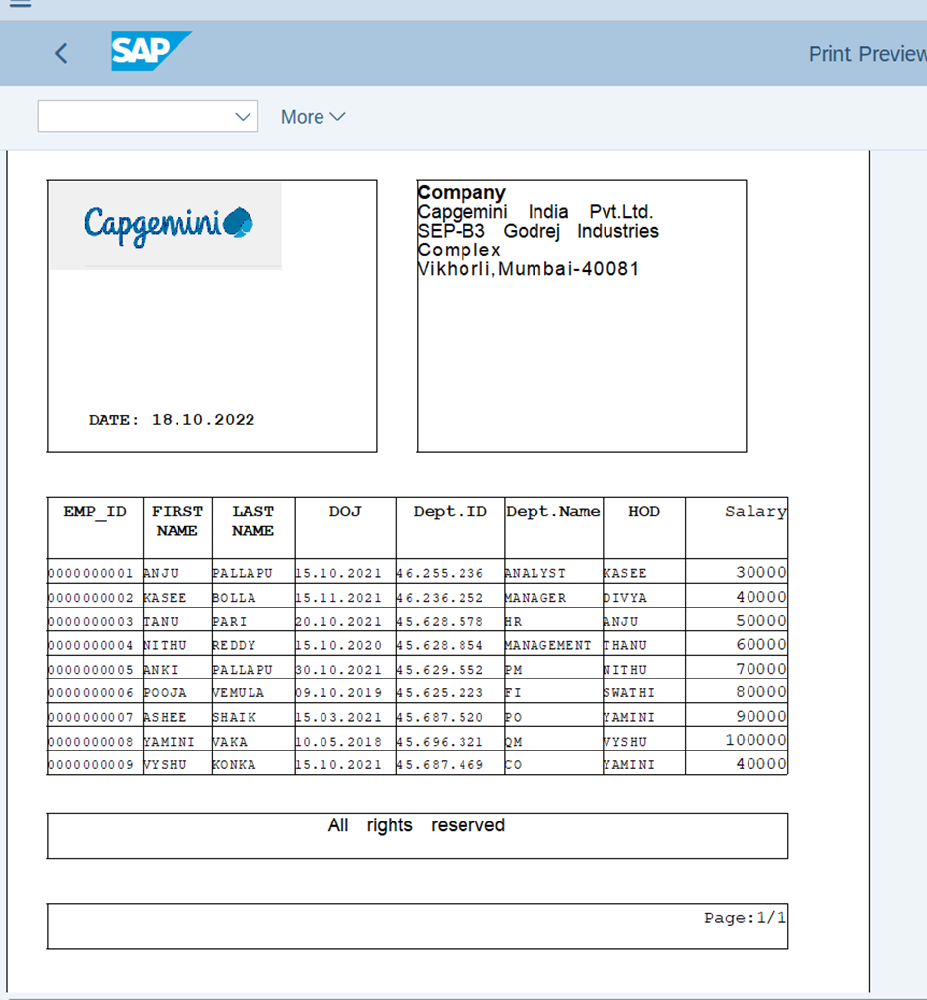 SAP
Print Preview
More
Capgemini
DATE: 18.10.2022
Company
Capgemini India Pvt.Ltd.
SEP-B3 Godrej Industries
Complex
Vikhorli,Mumbai-40081
EMP_ID FIRST NAME LAST NAME DOJ Dept.ID Dept.Name HOD Salary
0000000001 ANJU PALLAPU 15.10.2021 46.255.236 ANALYST KASEE 30000
0000000002 KASEE BOLLA 15.11.2021 46.236.252 MANAGER DIVYA 40000
0000000003 TANU PARI 20.10.2021 45.628.578 HR ANJU 50000
0000000004 NITHU REDDY 15.10.2020 45.628.854 MANAGEMENT THANU 60000
0000000005 ANKI PALLAPU 30.10.2021 45.629.552 PM NITHU 70000
0000000006 POOJA VEMULA 09.10.2019 45.625.223 FI SWATHI 80000
0000000007 ASHEE SHAIK 15.03.2021 45.687.520 PO YAMINI 90000
0000000008 YAMINI VAKA 10.05.2018 45.696.321 QM VYSHU 100000
0000000009 VYSHU KONKA 15.10.2021 45.687.469 CO YAMINI 40000
All rights reserved
Page:1/1